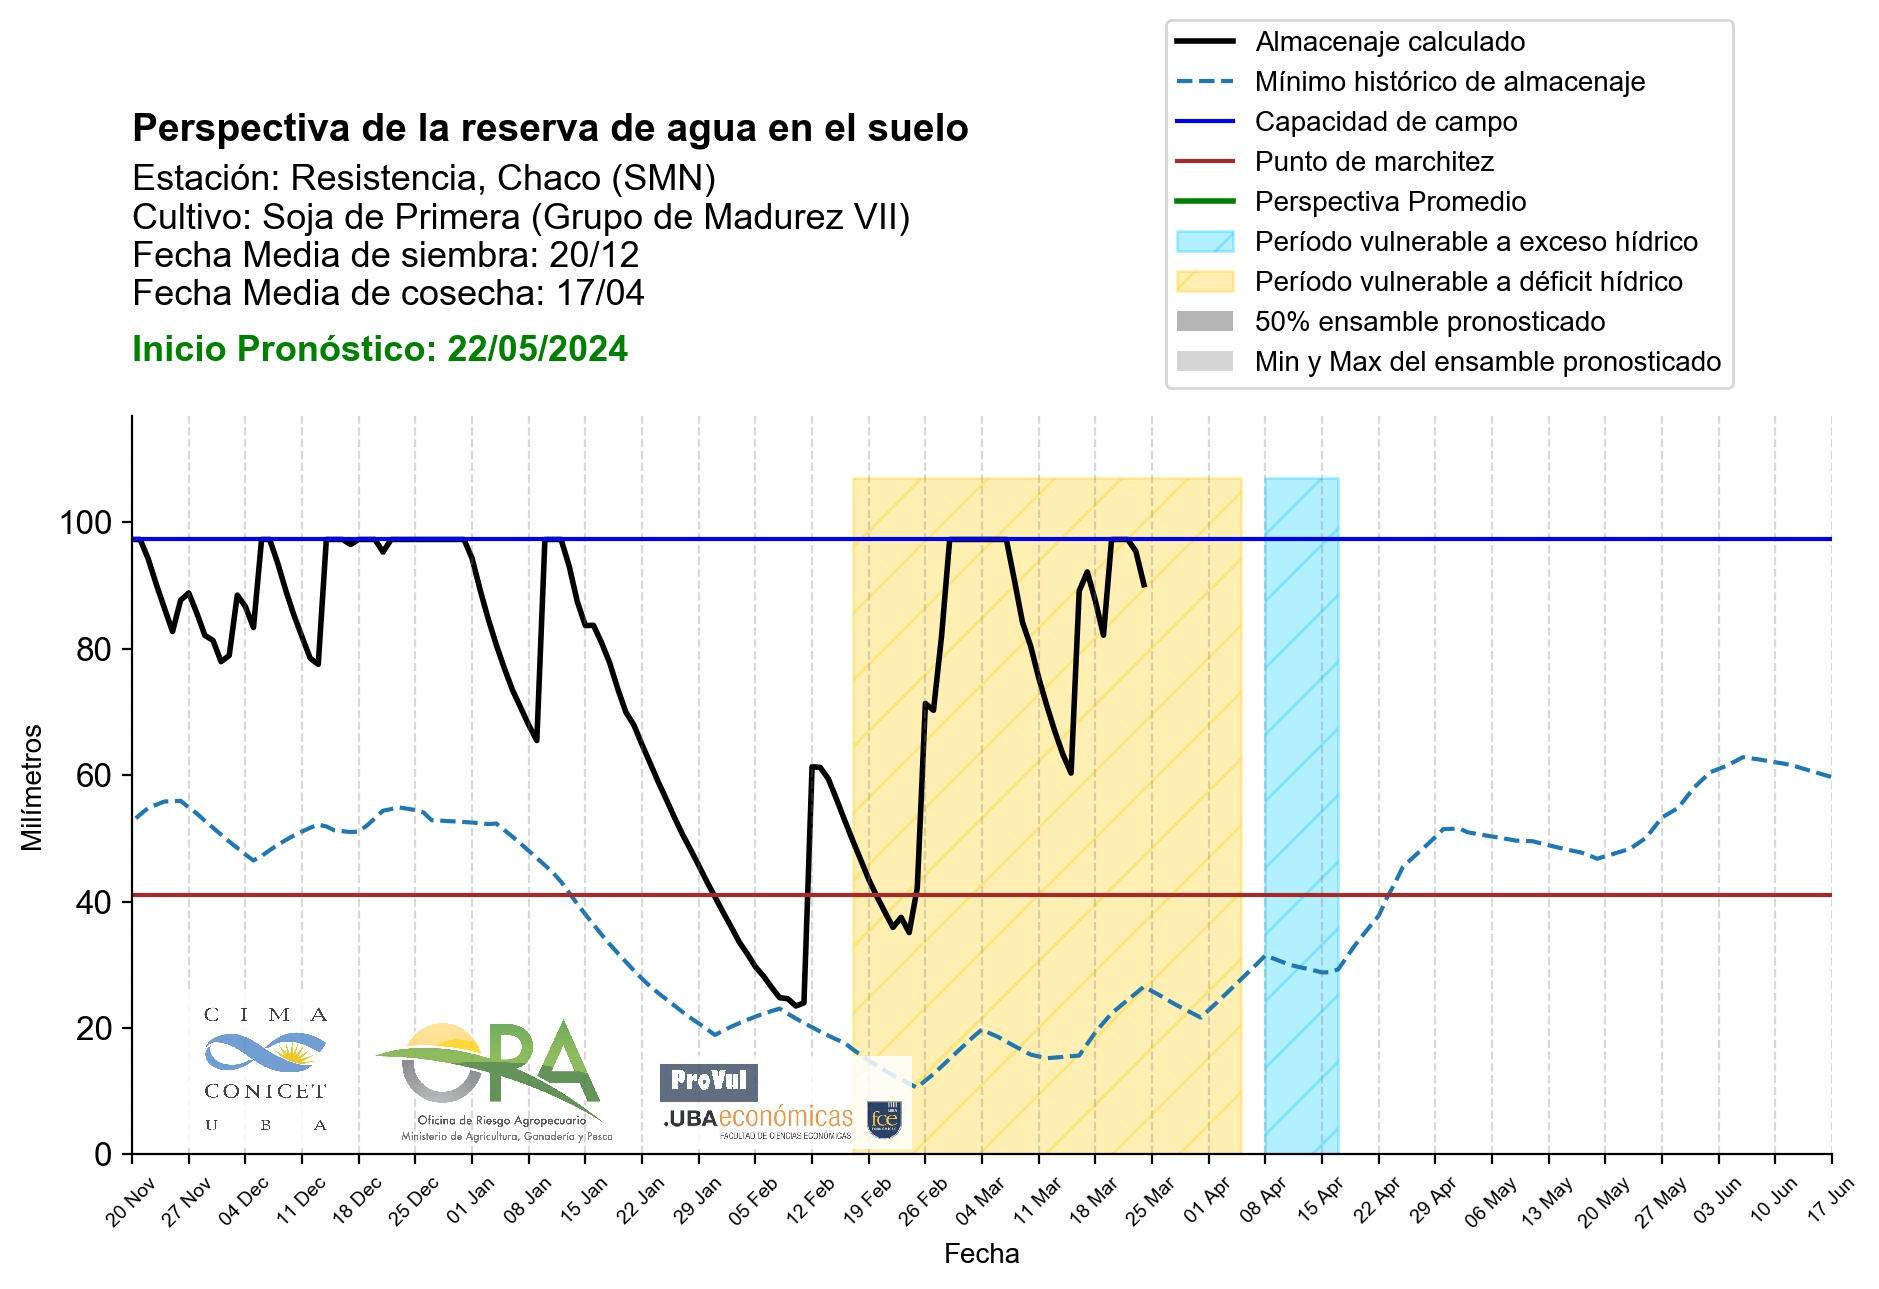 Almacenaje calculado
Mínimo histórico de almacenaje
Capacidad de campo
Punto de marchitez
Perspectiva Promedio
Período vulnerable a exceso hídrico
Período vulnerable a déficit hídrico
50% ensamble pronosticado
Min y Max del ensamble pronosticado
Perspectiva de la reserva de agua en el suelo
Estación: Resistencia, Chaco (SMN)
Cultivo: Soja de Primera (Grupo de Madurez VII)
Fecha Media de siembra: 20/12
Fecha Media de cosecha: 17/04
Inicio Pronóstico: 22/05/2024
Milímetros
100
80
60
40
20
0
CIMA
CONICET
UBA
ORA
Oficina de Riesgo Agropecuario
Ministerio de Agricultura, Ganadería y Pesca
ProVul
.UBAeconómicas
FACULTAD DE CIENCIAS ECONÓMICAS
UBA
fce
ECONÓMICAS
20 Nov
27 Nov
04 Dec
11 Dec
18 Dec
25 Dec
01 Jan
08 Jan
15 Jan
22 Jan
29 Jan
05 Feb
12 Feb
19 Feb
26 Feb
04 Mar
11 Mar
18 Mar
25 Mar
01 Apr
08 Apr
15 Apr
22 Apr
29 Apr
06 May
13 May
20 May
27 May
03 Jun
10 Jun
17 Jun
Fecha